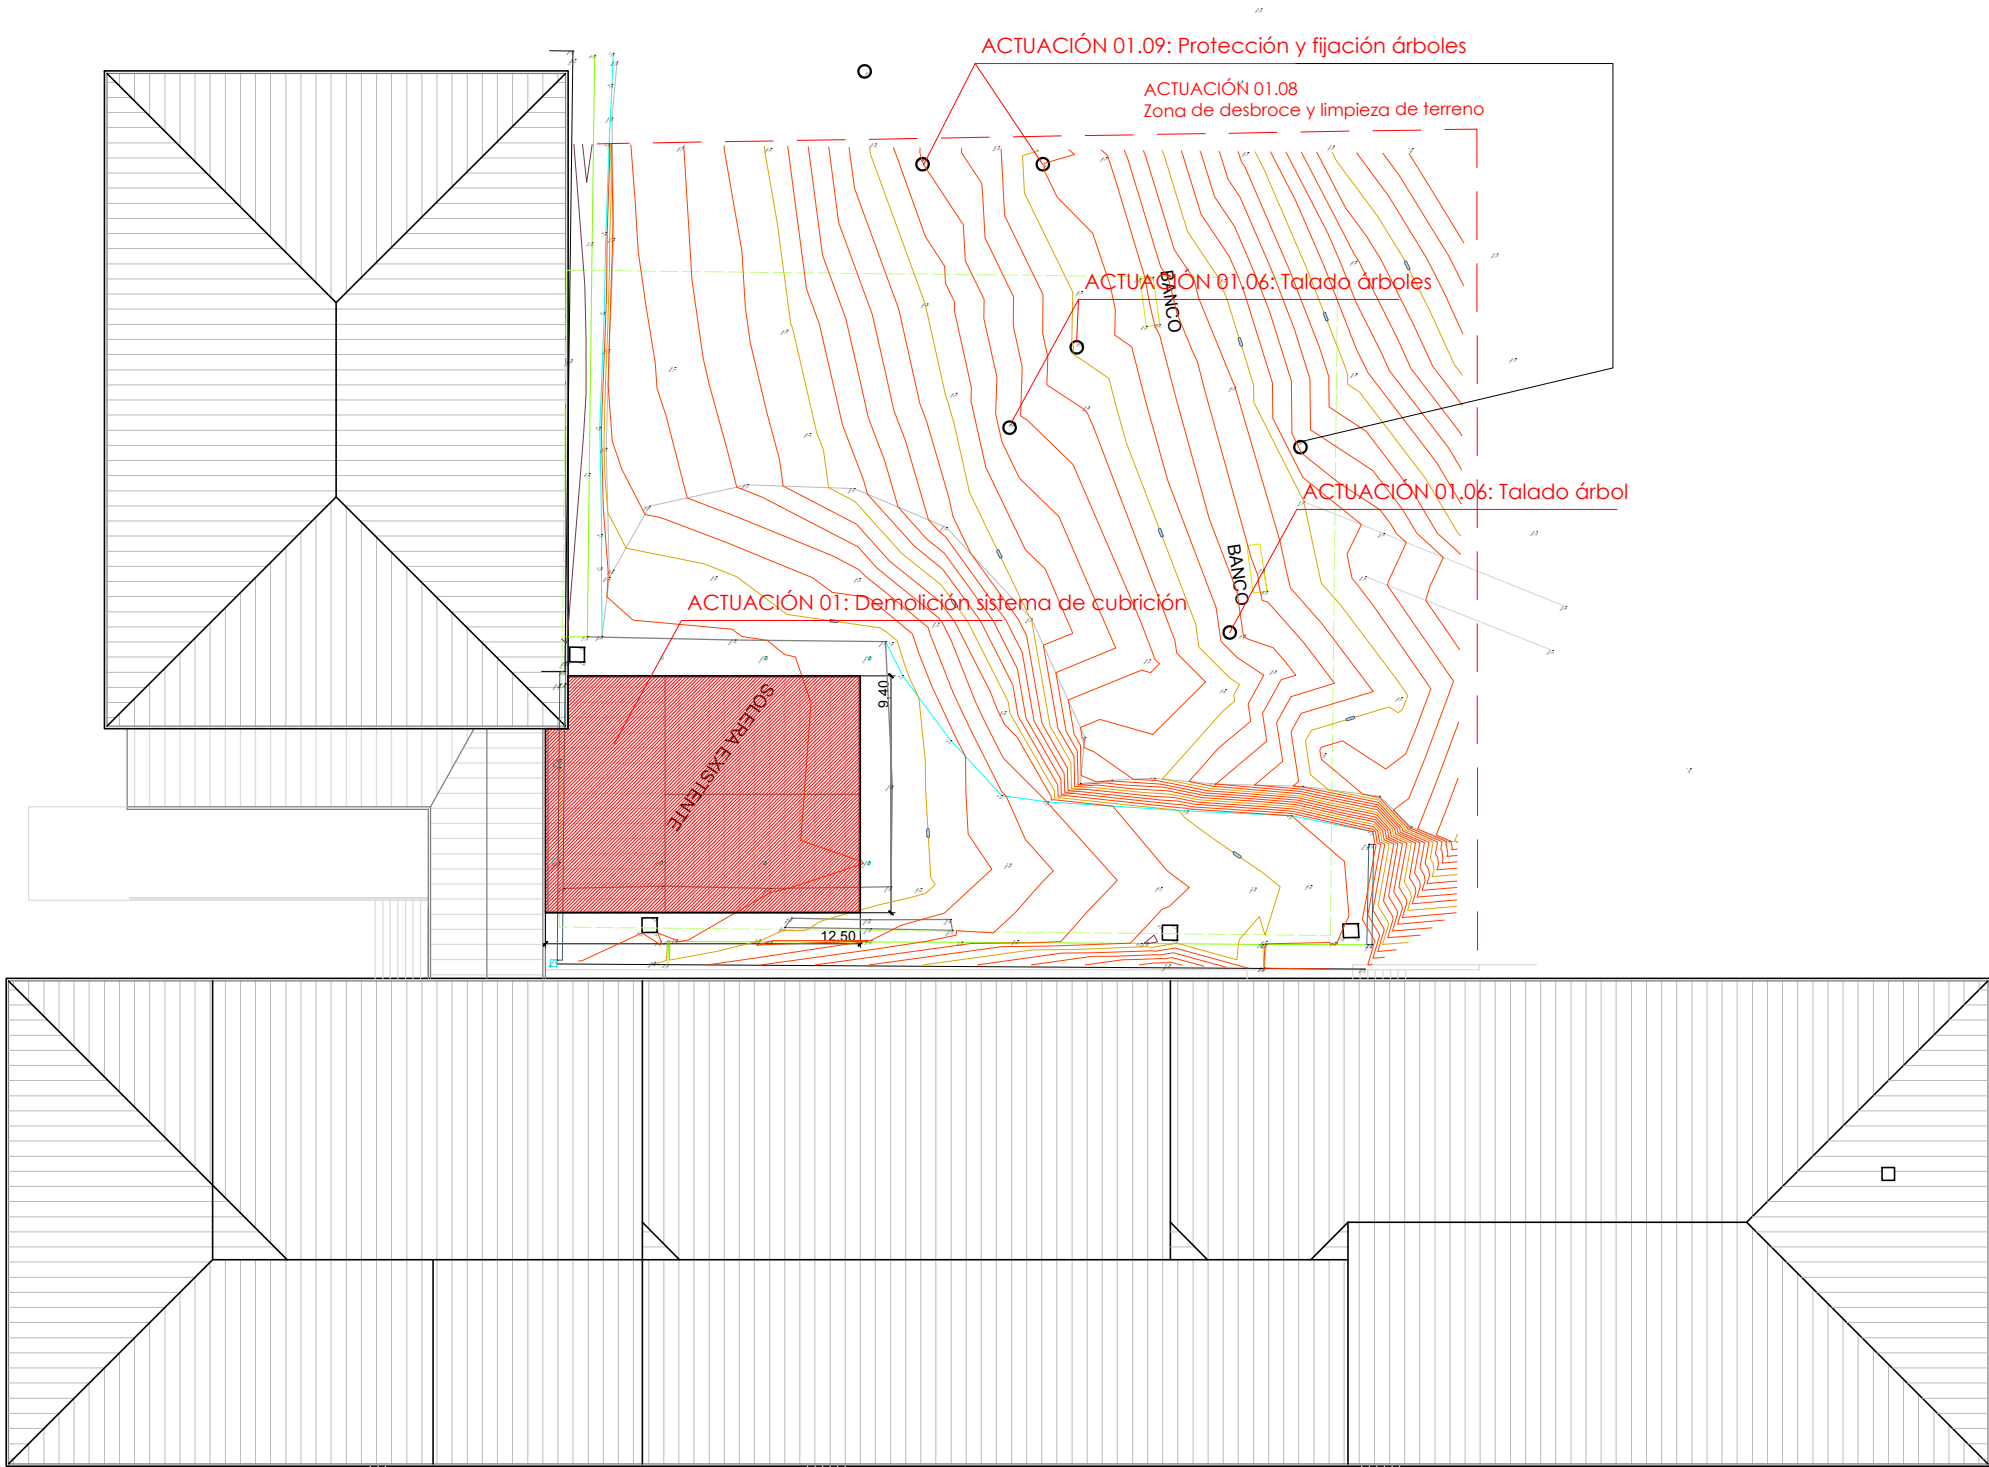 ACTUACIÓN 01.09: Protección y fijación árboles
ACTUACIÓN 01.08
Zona de desbroce y limpieza de terreno
ACTUACIÓN 01.06: Talado árboles
BANCO
ACTUACIÓN 01.06: Talado árbol
BANCO
ACTUACIÓN 01: Demolición sistema de cubrición
SOLERA EXISTENTE
9.40
12.50